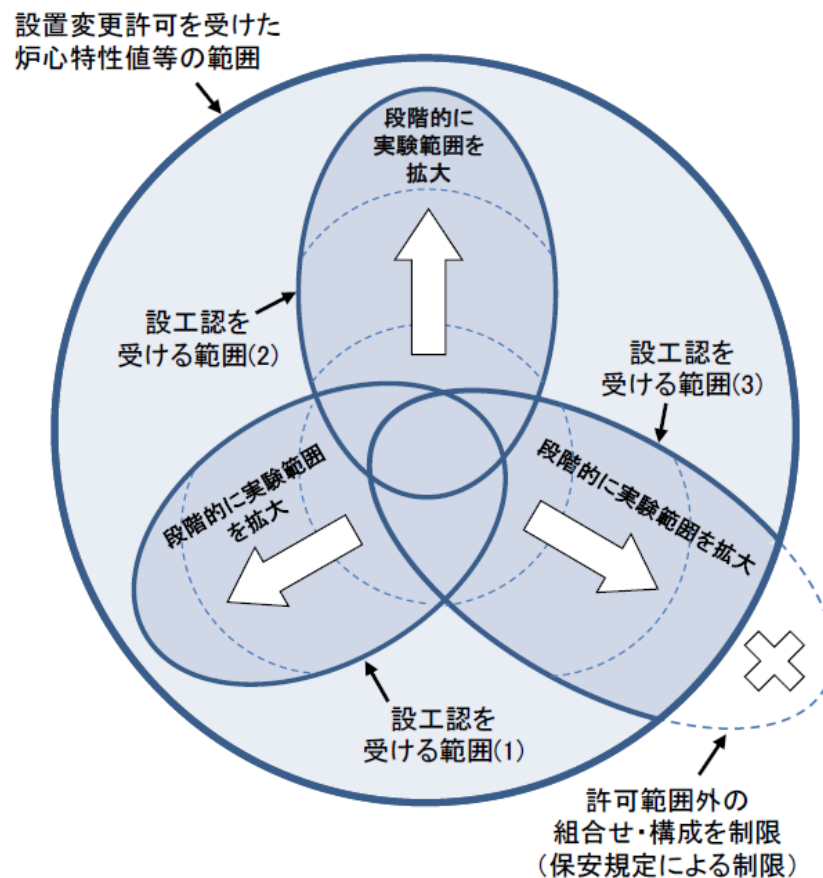 設置変更許可を受けた
炉心特性値等の範囲
段階的に
実験範囲を
拡大
設工認を
受ける範囲(2)
設工認を
受ける範囲(3)
段階的に実験範囲
を拡大
段階的に実験範囲を拡大
設工認を
受ける範囲(1)
許可範囲外の
組合せ・構成を制限
（保安規定による制限）